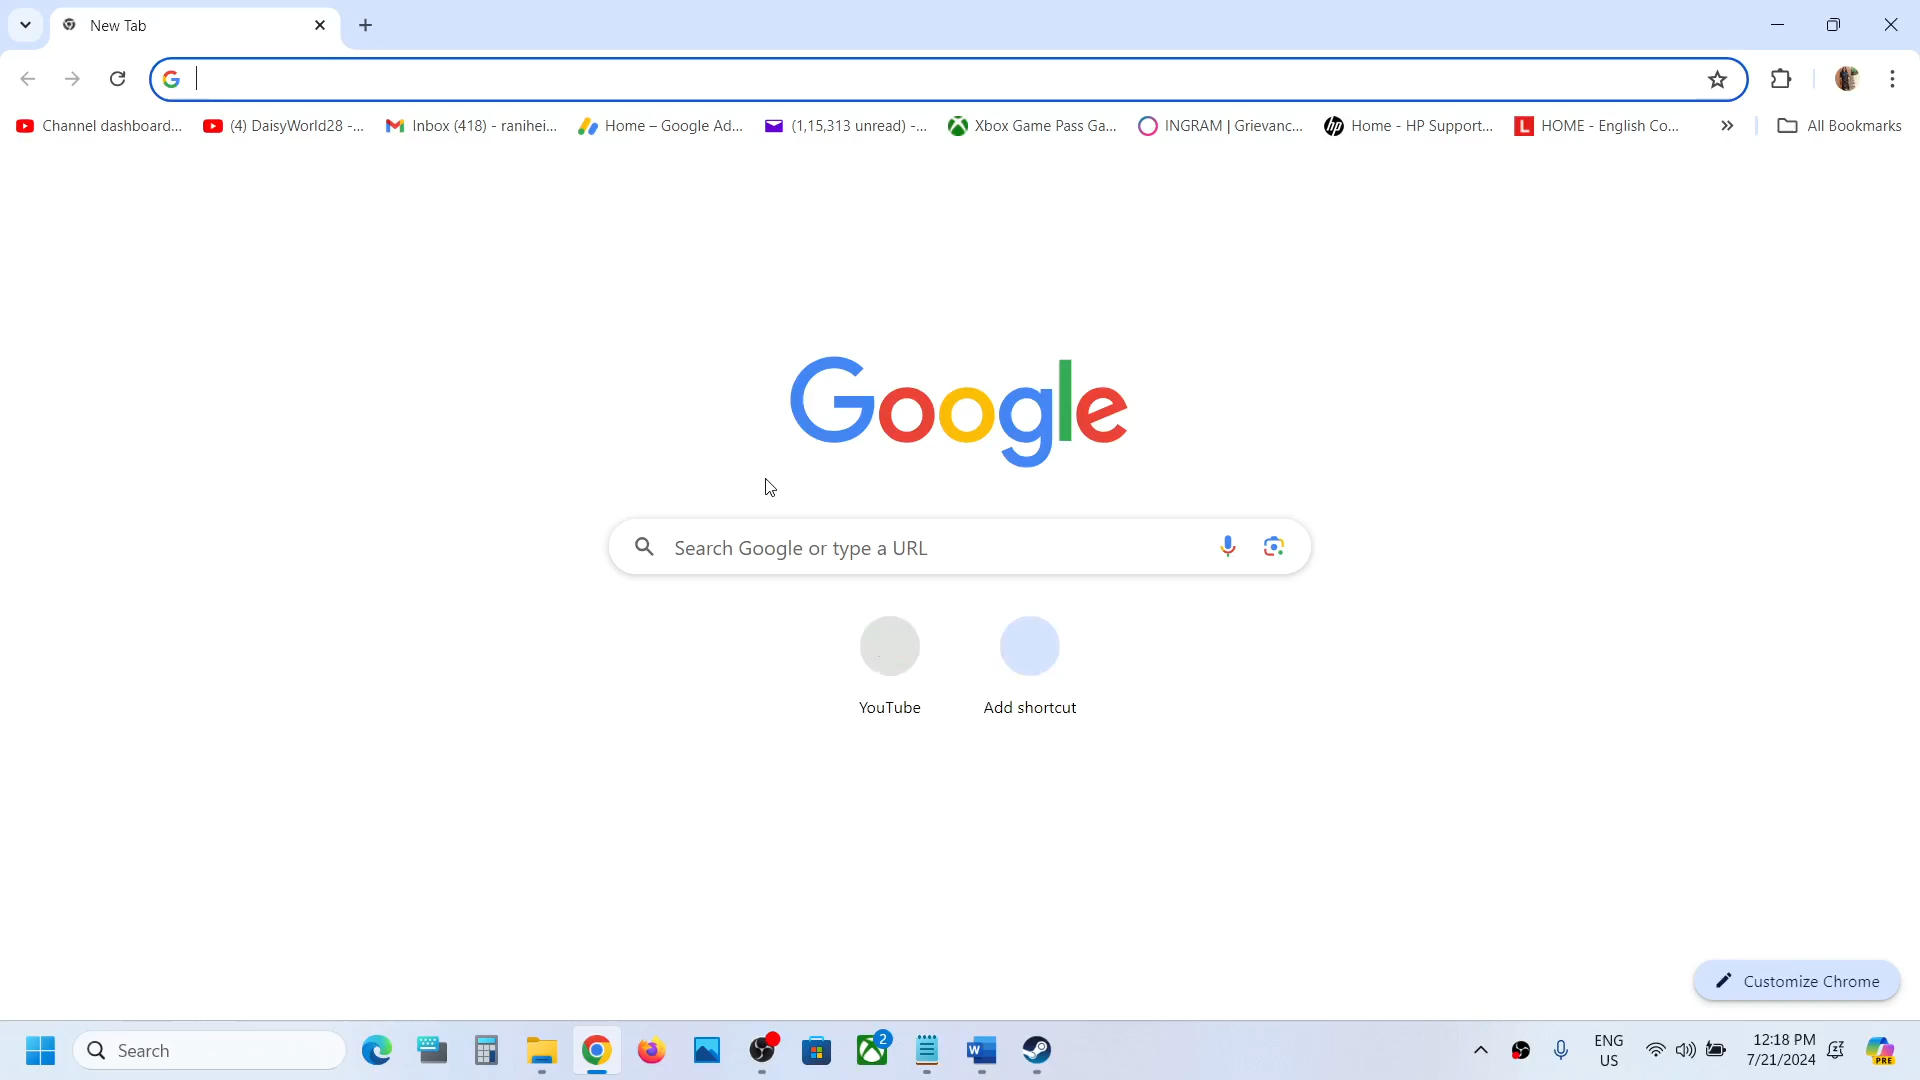 New Tab
Channel dashboard...
(4) DaisyWorld28 -...
Inbox (418) - ranihei...
Home – Google Ad...
(1,15,313 unread) -...
Xbox Game Pass Ga...
INGRAM | Grievanc...
Home - HP Support...
HOME - English Co...
All Bookmarks
Google
Search Google or type a URL
YouTube
Add shortcut
Customize Chrome
Search
2
ENG
US
12:18 PM
7/21/2024
PRE